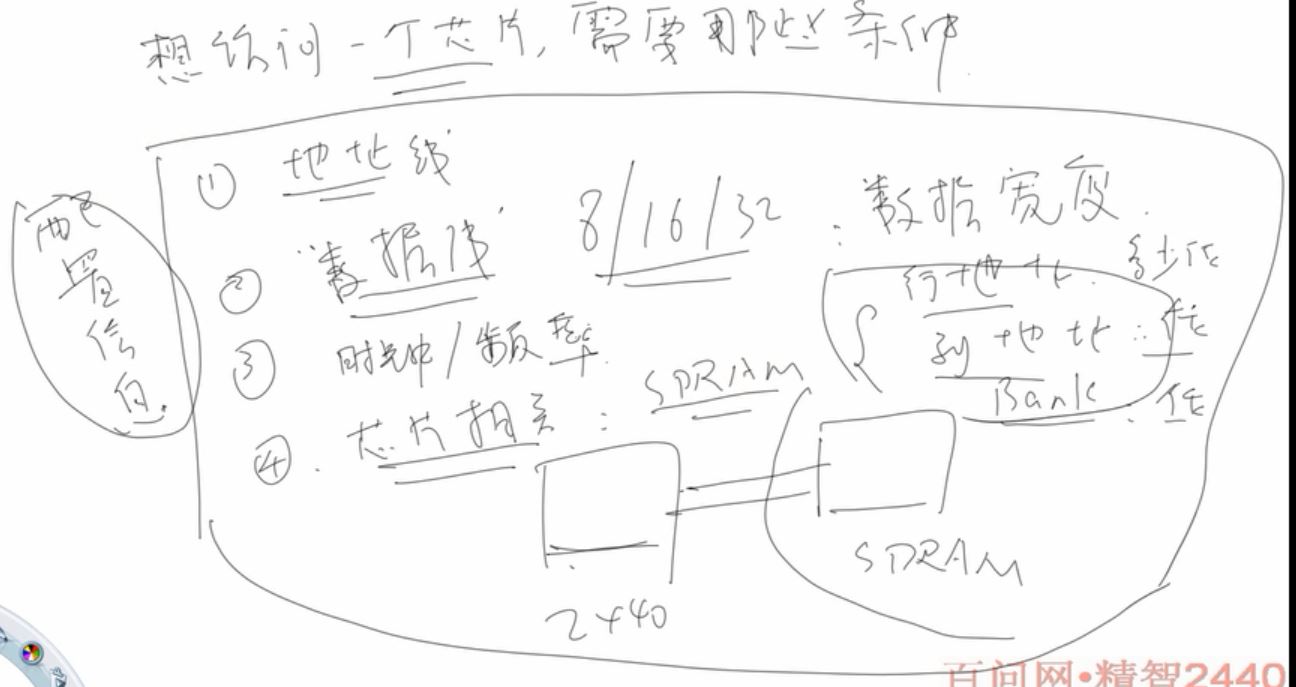 想访问一个芯片,需要那些条件
① 地址线
② 数据线 8/16/32 : 数据宽度
③ 时钟/频率
④. 芯片相关: SDRAM
行地址: 多少位
列地址: 位
Bank: 位
配置信息
2440
SDRAM
百问网•精智2440